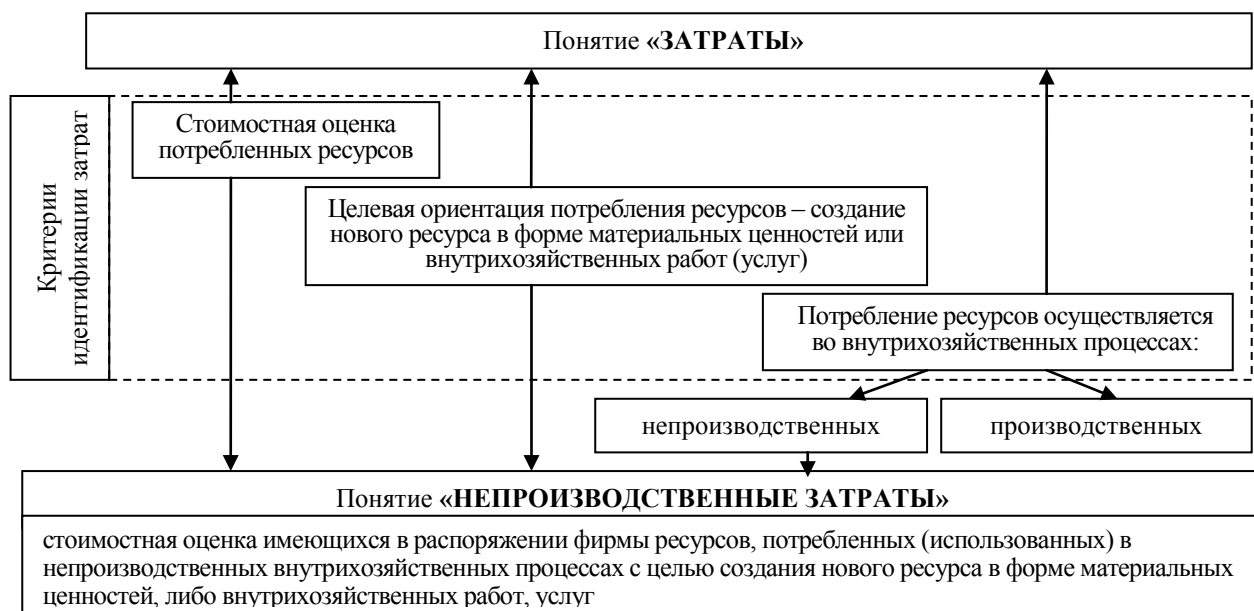 Понятие «ЗАТРАТЫ»
Критерии
идентификации затрат
Стоимостная оценка
потребленных ресурсов
Целевая ориентация потребления ресурсов – создание
нового ресурса в форме материальных ценностей или
внутрихозяйственных работ (услуг)
Потребление ресурсов осуществляется
во внутрихозяйственных процессах:
непроизводственных
производственных
Понятие «НЕПРОИЗВОДСТВЕННЫЕ ЗАТРАТЫ»
стоимостная оценка имеющихся в распоряжении фирмы ресурсов, потребленных (использованных) в
непроизводственных внутрихозяйственных процессах с целью создания нового ресурса в форме материальных
ценностей, либо внутрихозяйственных работ, услуг